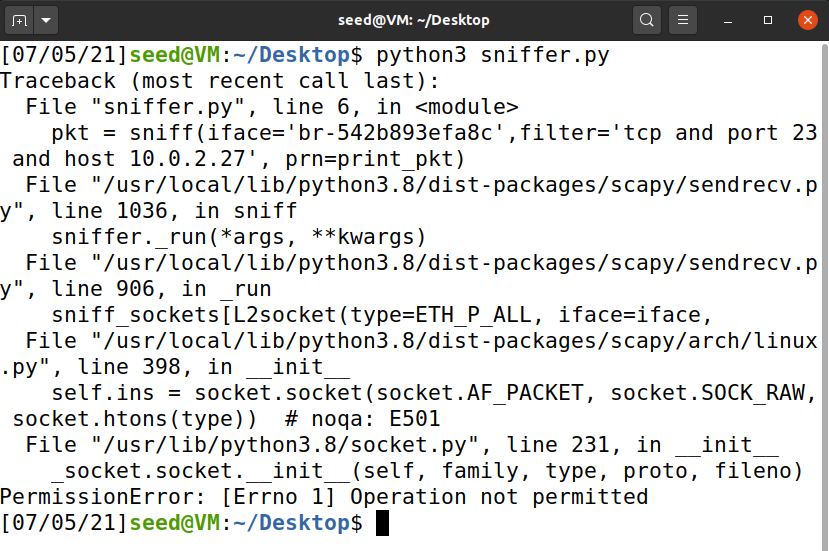 seed@VM: ~/Desktop
[07/05/21]seed@VM:~/Desktop$ python3 sniffer.py
Traceback (most recent call last):
  File "sniffer.py", line 6, in <module>
    pkt = sniff(iface='br-542b893efa8c',filter='tcp and port 23
 and host 10.0.2.27', prn=print_pkt)
  File "/usr/local/lib/python3.8/dist-packages/scapy/sendrecv.p
y", line 1036, in sniff
    sniffer._run(*args, **kwargs)
  File "/usr/local/lib/python3.8/dist-packages/scapy/sendrecv.p
y", line 906, in _run
    sniff_sockets[L2socket(type=ETH_P_ALL, iface=iface,
  File "/usr/local/lib/python3.8/dist-packages/scapy/arch/linux
.py", line 398, in __init__
    self.ins = socket.socket(socket.AF_PACKET, socket.SOCK_RAW,
 socket.htons(type))  # noqa: E501
  File "/usr/lib/python3.8/socket.py", line 231, in __init__
    _socket.socket.__init__(self, family, type, proto, fileno)
PermissionError: [Errno 1] Operation not permitted
[07/05/21]seed@VM:~/Desktop$